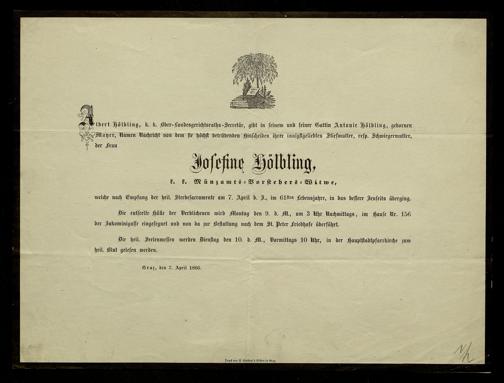 Albert Hölbling, k. k. Ober-Landesgerichtsraths-Secretär, gibt in seinem und seiner Gattin Antonie Hölbling, gebornen
Mayer, Namen Nachricht von dem sie höchst betrübenden Hinscheiden ihrer innigstgeliebten Stiefmutter, resp. Schwiegermutter,
der Frau
Josefine Hölbling,
k. k. Münzamts-Vorstehers-Witwe,
welche nach Empfang der heil. Sterbesacramente am 7. April d. J., im 61sten Lebensjahre, in das bessere Jenseits überging.
Die entseelte Hülle der Verblichenen wird Montag den 9. d. M., um 3 Uhr Nachmittags, im Hause Nr. 156
der Jakominigasse eingesegnet und von da zur Bestattung nach dem St. Peter Friedhofe überführt.
Die heil. Seelenmessen werden Dienstag den 10. d. M., Vormittags 10 Uhr, in der Hauptstadtpfarrkirche zum
heil. Blut gelesen werden.
Graz, den 7. April 1866.